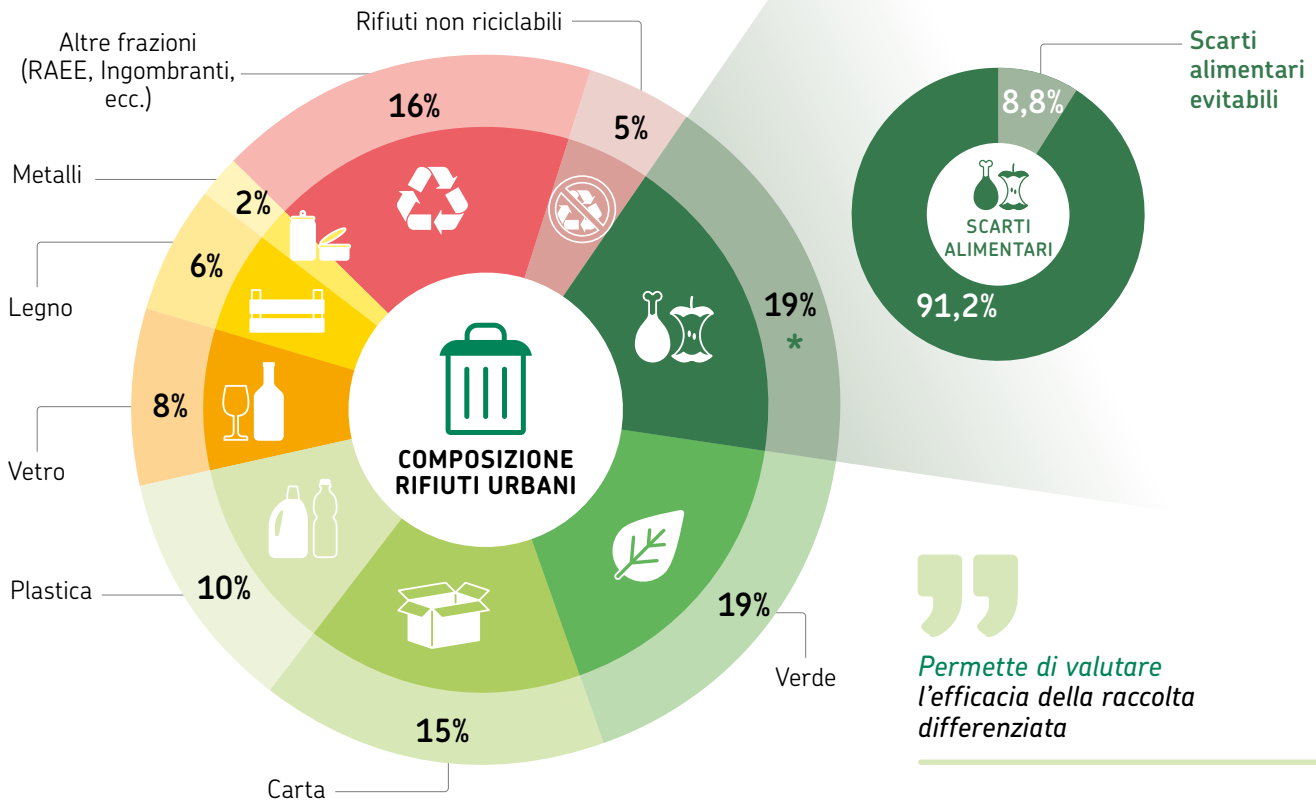 Rifiuti non riciclabili
Altre frazioni
(RAEE, Ingombranti,
ecc.)
16%
5%
Metalli
2%
Legno
6%
Vetro
8%
Plastica
10%
Carta
15%
Verde
19%
19%
*
COMPOSIZIONE
RIFIUTI URBANI
Scarti
alimentari
evitabili
8,8%
SCARTI
ALIMENTARI
91,2%
Permette di valutare
l'efficacia della raccolta
differenziata